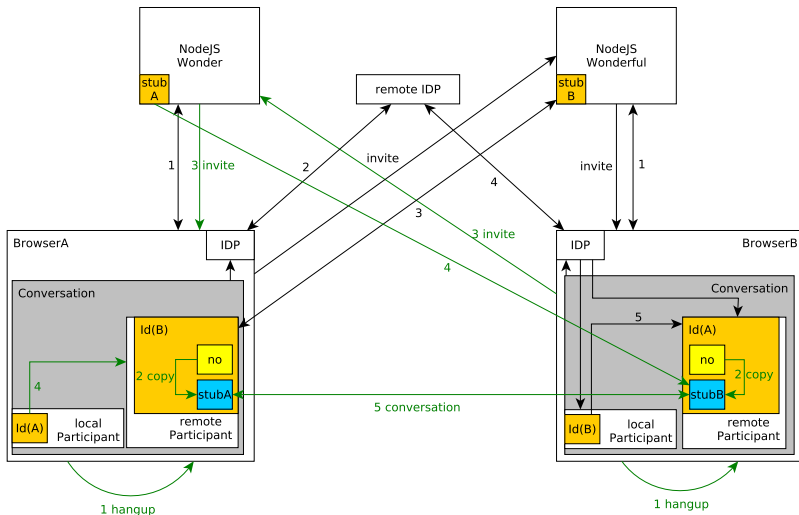 NodeJS
Wonder
stub
A
remote IDP
NodeJS
Wonderful
stub
B
1
3 invite
2
invite
4
3
invite
1
3 invite
4
BrowserA
IDP
IDP
BrowserB
Conversation
Conversation
Id(B)
no
2 copy
stubA
4
Id(A)
local
Participant
remote
Participant
5 conversation
5
Id(A)
no
2 copy
stubB
Id(B)
local
Participant
remote
Participant
1 hangup
1 hangup